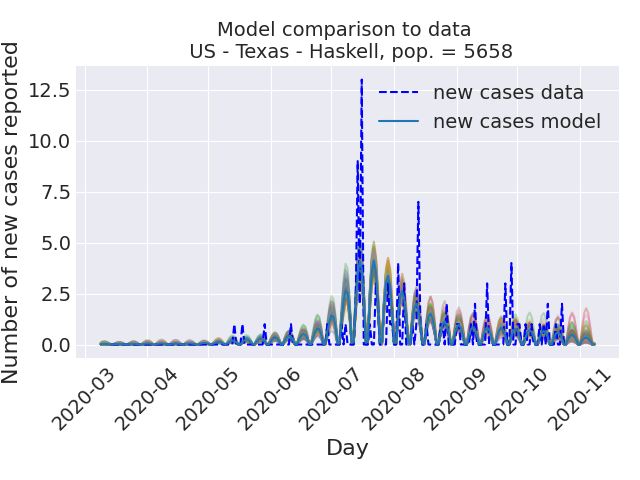 Model comparison to data
US - Texas - Haskell, pop. = 5658
Number of new cases reported
12.5
10.0
7.5
5.0
2.5
0.0
new cases data
new cases model
2020-03
2020-04
2020-05
2020-06
2020-07
2020-08
2020-09
2020-10
2020-11
Day